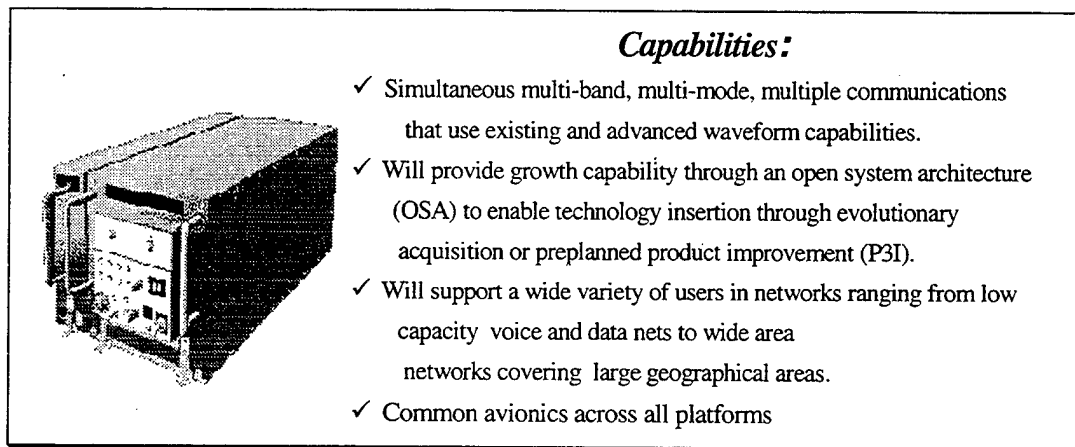 Capabilities:
✓ Simultaneous multi-band, multi-mode, multiple communications
that use existing and advanced waveform capabilities.
✓ Will provide growth capability through an open system architecture
(OSA) to enable technology insertion through evolutionary
acquisition or preplanned product improvement (P3I).
✓ Will support a wide variety of users in networks ranging from low
capacity voice and data nets to wide area
networks covering large geographical areas.
✓ Common avionics across all platforms